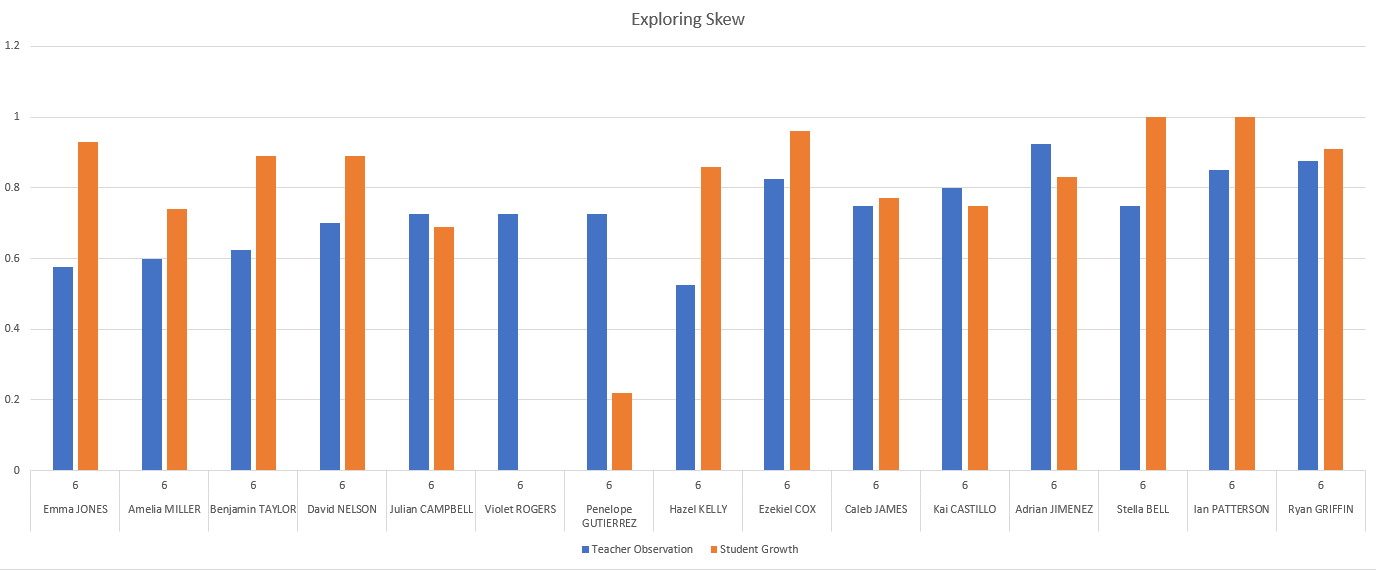 Exploring Skew
1.2
1
0.8
0.6
0.4
0.2
0
6 6 6 6 6 6 6 6 6 6 6 6 6 6 6
Emma JONES Amelia MILLER Benjamin TAYLOR David NELSON Julian CAMPBELL Violet ROGERS Penelope Hazel KELLY Ezekiel COX Caleb JAMES Kai CASTILLO Adrian JIMENEZ Stella BELL Ian PATTERSON Ryan GRIFFIN
GUTIERREZ
Teacher Observation Student Growth